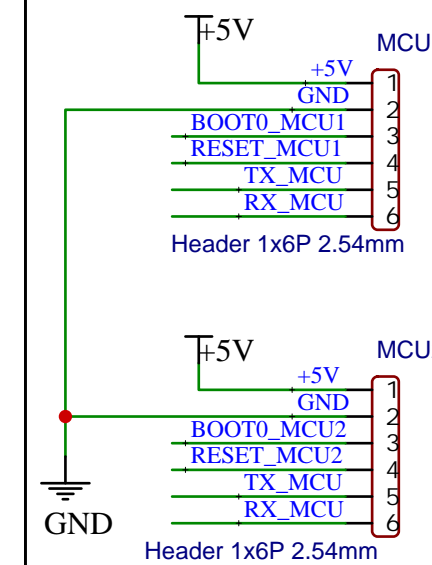 +5V
MCU
+5V
1
GND
2
BOOT0_MCU1
3
RESET_MCU1
4
TX_MCU
5
RX_MCU
6
Header 1x6P 2.54mm
+5V
MCU
+5V
1
GND
2
BOOT0_MCU2
3
RESET_MCU2
4
TX_MCU
5
RX_MCU
6
GND
Header 1x6P 2.54mm